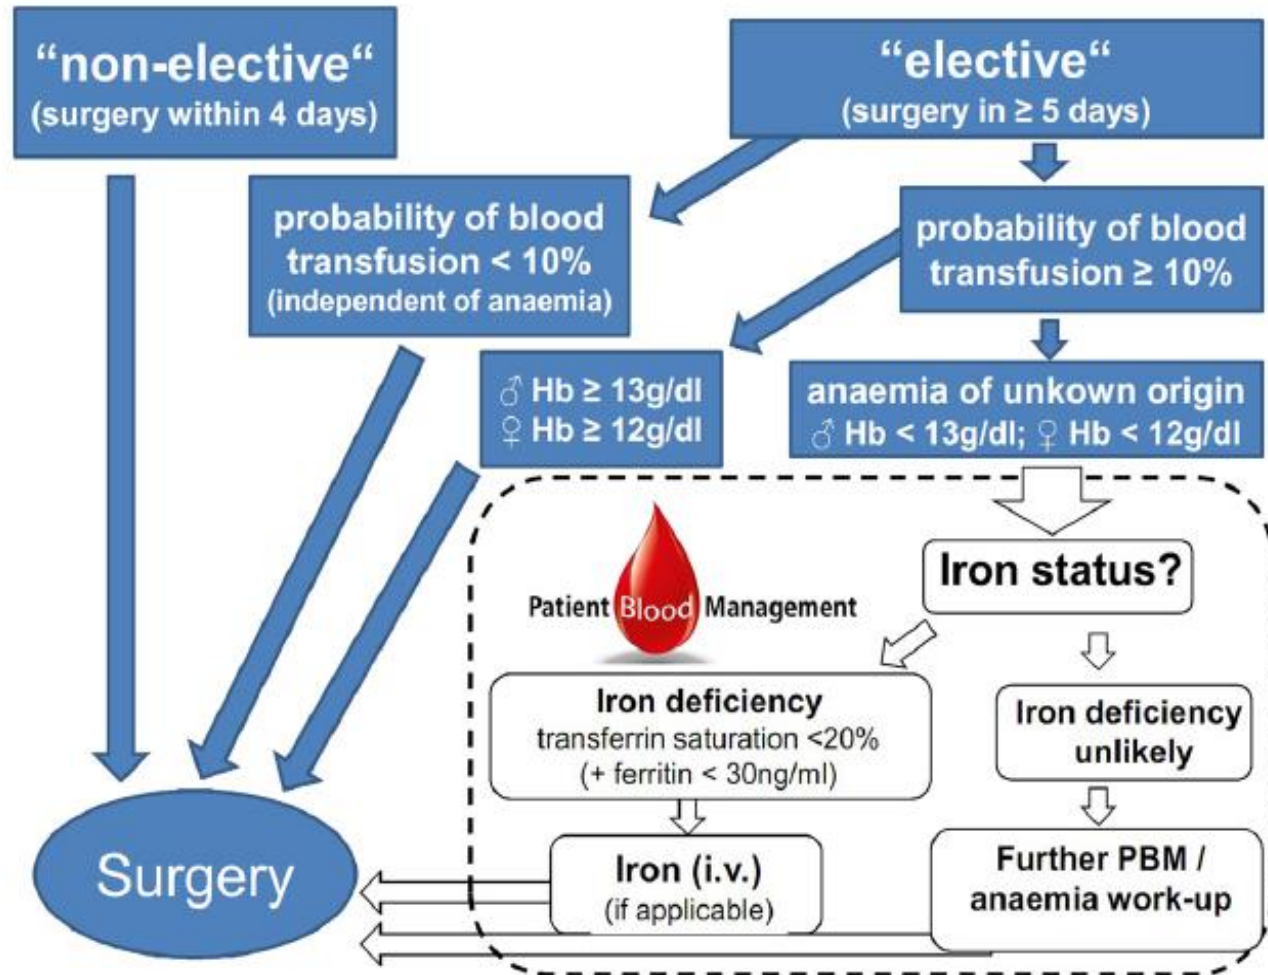 “non-elective“
(surgery within 4 days)
“elective“
(surgery in ≥ 5 days)
probability of blood
transfusion < 10%
(independent of anaemia)
probability of blood
transfusion ≥ 10%
♂ Hb ≥ 13g/dl
♀ Hb ≥ 12g/dl
anaemia of unkown origin
♂ Hb < 13g/dl; ♀ Hb < 12g/dl
Iron status?
Patient Blood Management
Iron deficiency
transferrin saturation <20%
(+ ferritin < 30ng/ml)
Iron deficiency
unlikely
Iron (i.v.)
(if applicable)
Further PBM /
anaemia work-up
Surgery